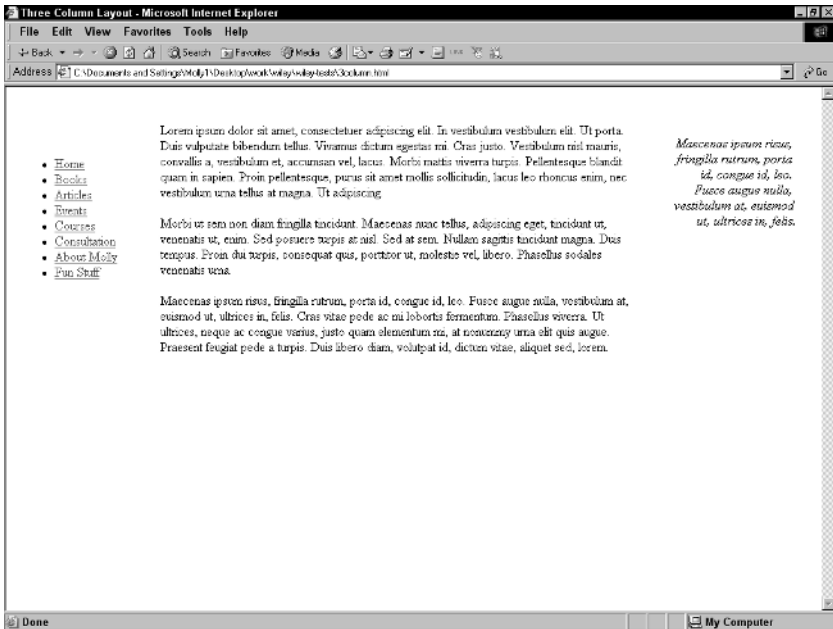 Three Column Layout - Microsoft Internet Explorer
File Edit View Favorites Tools Help
Back Search Favorites Media
Address C:\Documents and Settings\Molly1\Desktop\work\wiley\wiley-tests\3column.html Go
Home
Books
Articles
Events
Courses
Consultation
About Molly
Fun Stuff
Lorem ipsum dolor sit amet, consectetuer adipiscing elit. In vestibulum vestibulum elit. Ut porta.
Duis vulputate bibendum tellus. Vivamus dictum egestas mi. Cras justo. Vestibulum nisl mauris,
convallis a, vestibulum et, accumsan vel, lacus. Morbi mattis viverra turpis. Pellentesque blandit
quam in sapien. Proin pellentesque, purus sit amet mollis sollicitudin, lacus leo rhoncus enim, nec
vestibulum urna tellus at magna. Ut adipiscing.
Morbi ut sem non diam fringilla tincidunt. Maecenas nunc tellus, adipiscing eget, tincidunt ut,
venenatis ut, enim. Sed posuere turpis at nisl. Sed at sem. Nullam sagittis tincidunt magna. Duis
tempus. Proin dui turpis, consequat quis, porttitor ut, molestie vel, libero. Phasellus sodales
venenatis urna.
Maecenas ipsum risus, fringilla rutrum, porta id, congue id, leo. Fusce augue nulla, vestibulum at,
euismod ut, ultrices in, felis. Cras vitae pede ac mi lobortis fermentum. Phasellus viverra. Ut
ultrices, neque ac congue varius, justo quam elementum mi, at nonummy urna elit quis augue.
Praesent feugiat pede a turpis. Duis libero diam, volutpat id, dictum vitae, aliquet sed, lorem.
Maecenas ipsum risus,
fringilla rutrum, porta
id, congue id, leo.
Fusce augue nulla,
vestibulum at, euismod
ut, ultrices in, felis.
Done My Computer